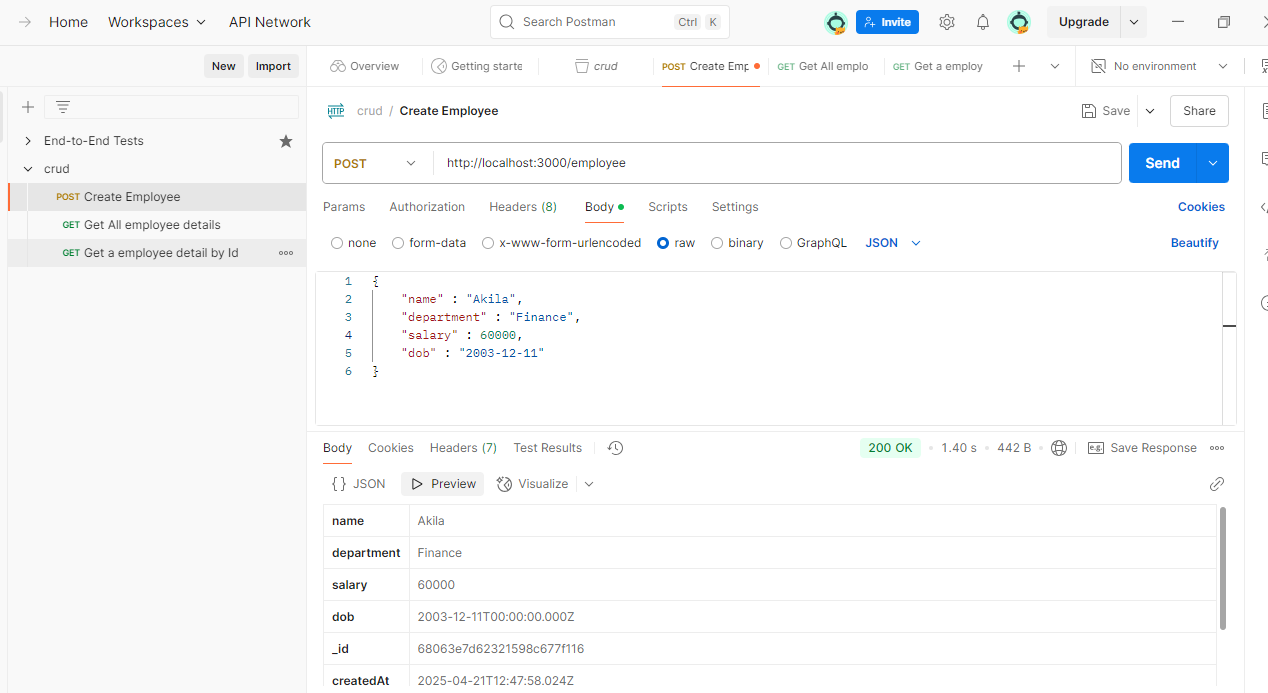 Home Workspaces API Network Search Postman Ctrl K Invite Upgrade
New Import Overview Getting starte crud POST Create Emp GET Get All emplo GET Get a employ No environment
HTTP crud / Create Employee Save Share
End-to-End Tests
crud
POST Create Employee
GET Get All employee details
GET Get a employee detail by Id
POST http://localhost:3000/employee Send
Params Authorization Headers (8) Body Scripts Settings Cookies
none form-data x-www-form-urlencoded raw binary GraphQL JSON Beautify
1 {
2 "name" : "Akila",
3 "department" : "Finance",
4 "salary" : 60000,
5 "dob" : "2003-12-11"
6 }
Body Cookies Headers (7) Test Results 200 OK • 1.40 s • 442 B • e.g. Save Response
{} JSON Preview Visualize
name Akila
department Finance
salary 60000
dob 2003-12-11T00:00:00.000Z
_id 68063e7d62321598c677f116
createdAt 2025-04-21T12:47:58.024Z